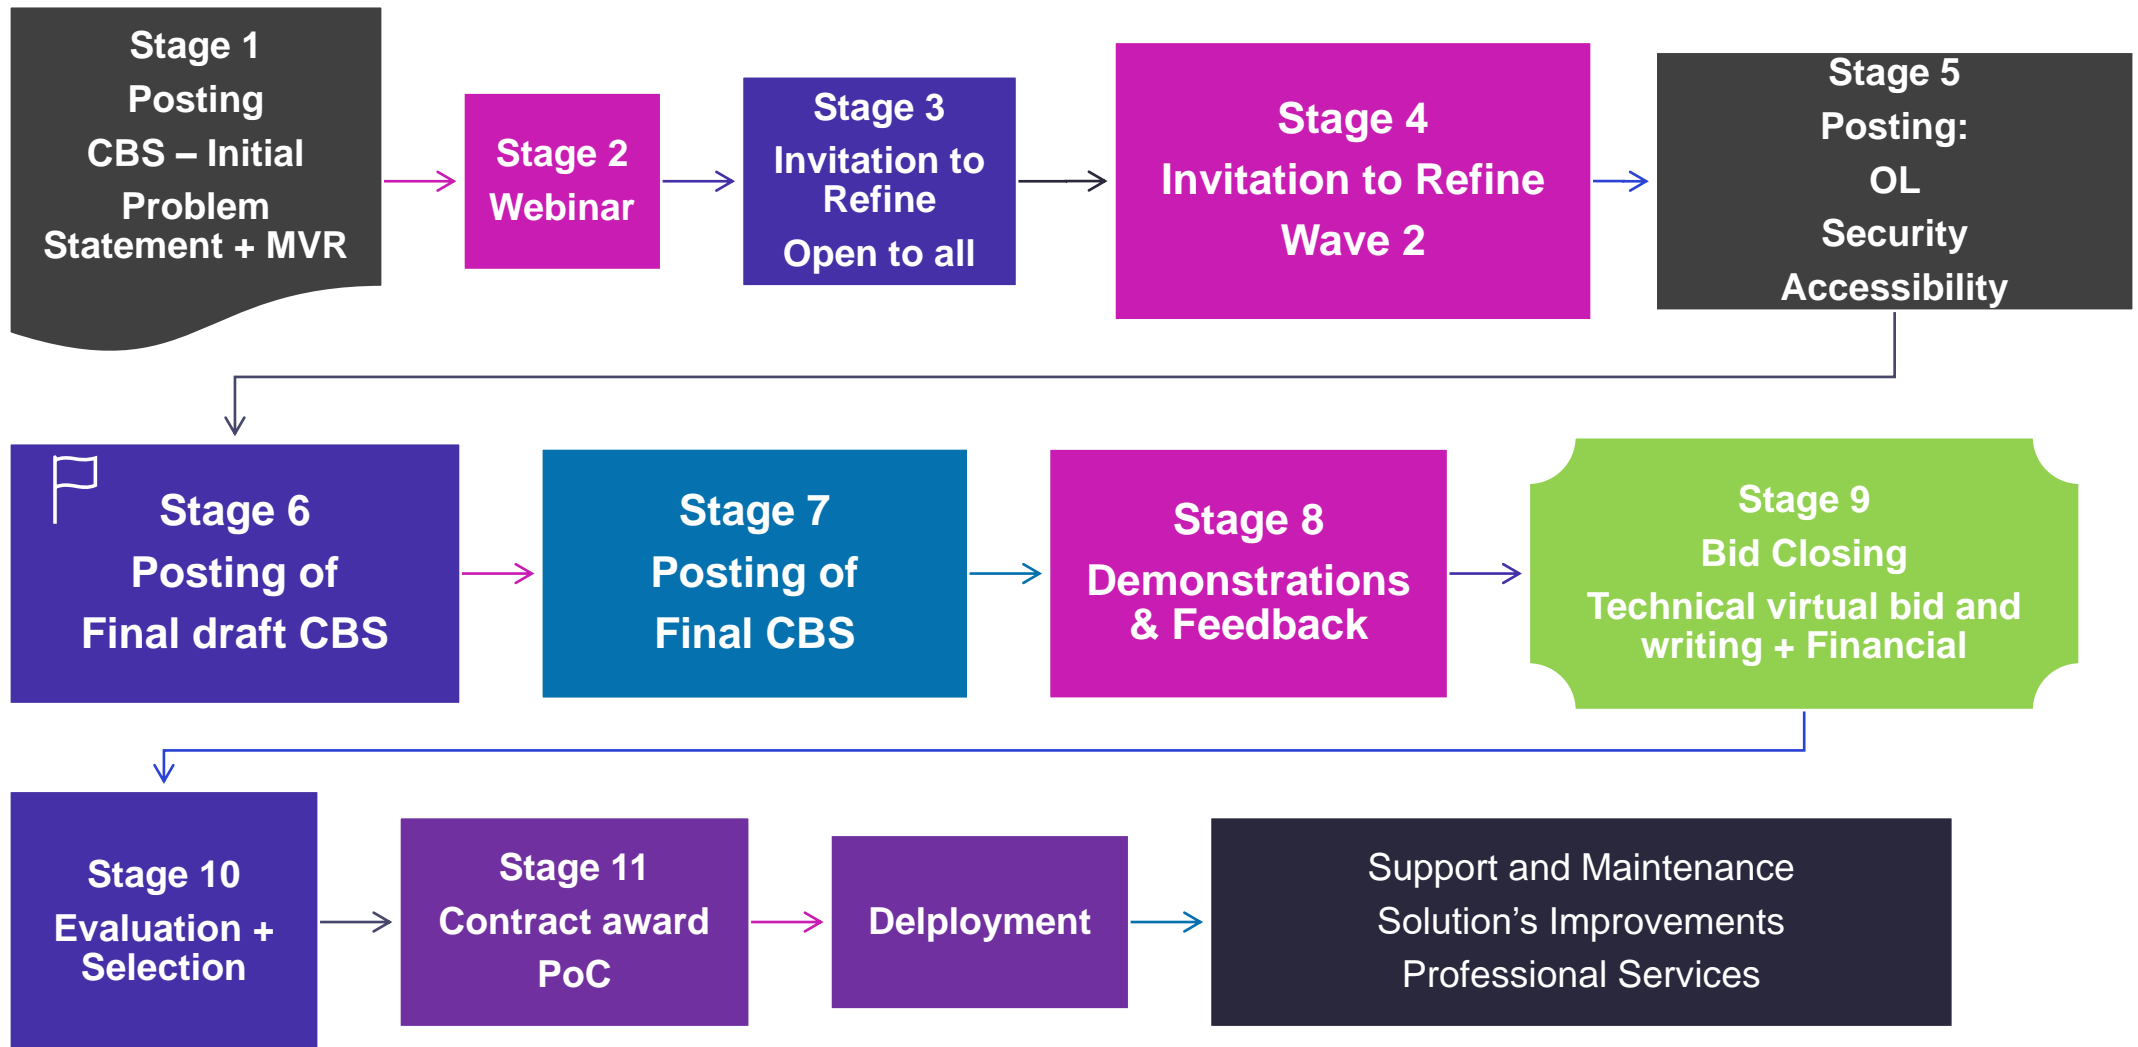 Stage 1
Posting
CBS – Initial
Problem
Statement + MVR
Stage 2
Webinar
Stage 3
Invitation to
Refine
Open to all
Stage 4
Invitation to Refine
Wave 2
Stage 5
Posting:
OL
Security
Accessibility
Stage 6
Posting of
Final draft CBS
Stage 7
Posting of
Final CBS
Stage 8
Demonstrations
& Feedback
Stage 9
Bid Closing
Technical virtual bid and
writing + Financial
Stage 10
Evaluation +
Selection
Stage 11
Contract award
PoC
Delployment
Support and Maintenance
Solution’s Improvements
Professional Services